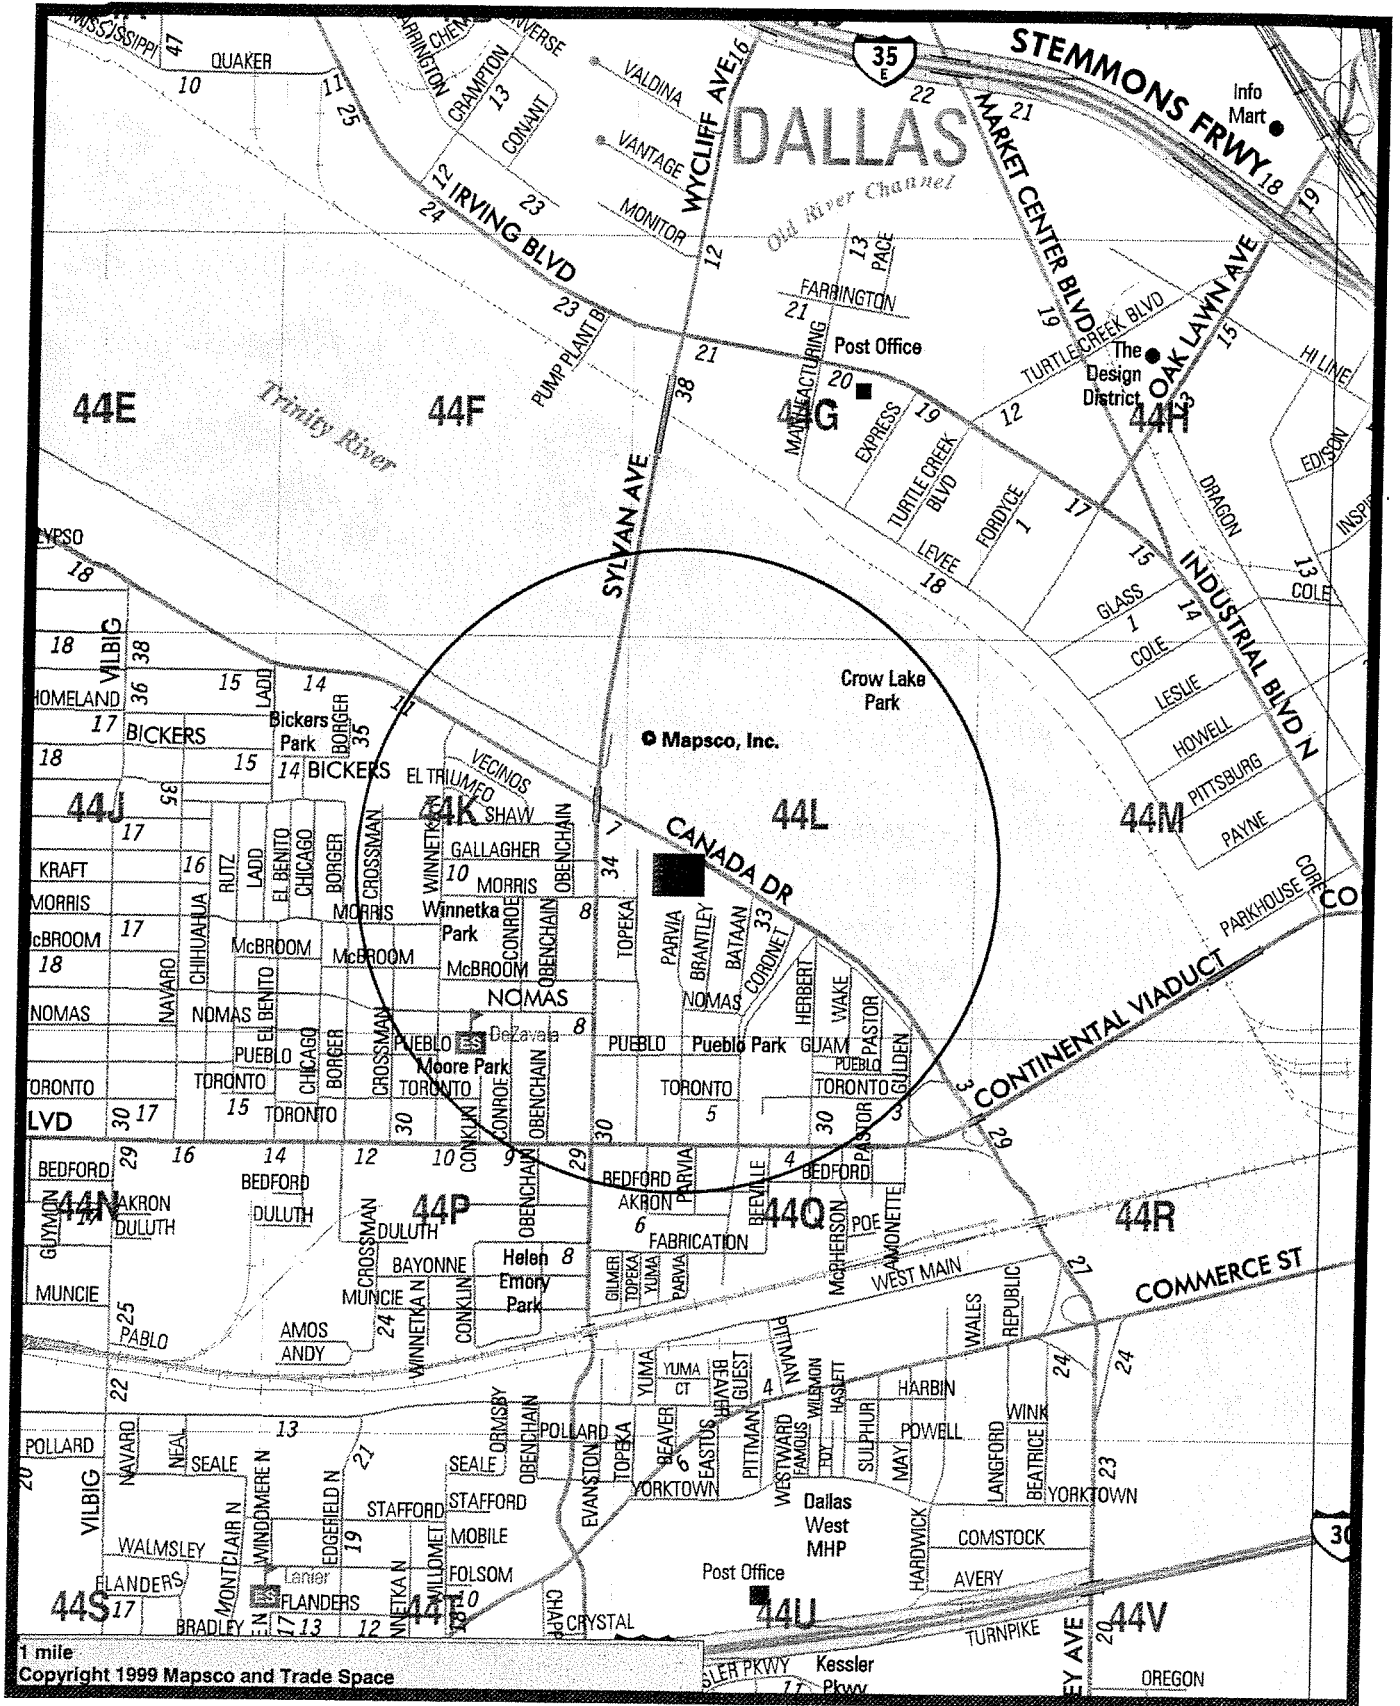 MISSISSIPPI
47
QUAKER
10
11
25
CRAMPTON
13
CONANT
12
IRVING BLVD
24
23
VALDINA
VANTAGE
MONITOR
WYCLIFF AVE
16
12
35
E
22
STEMMONS FRWY
21
Info
Mart
18
19
DALLAS
Old River Channel
MARKET CENTER BLVD
19
13
PACE
FARRINGTON
21
MANUFACTURING
Post Office
20
TURTLE CREEK BLVD
The
Design
District
OAK LAWN AVE
15
13
HI LINE
EDISON
23
PUMP PLANT B
21
38
44E
44F
44G
44H
Trinity River
EXPRESS
19
12
TURTLE CREEK
BLVD
FORDYCE
1
17
DRAGON
LEVEE
18
15
13
COLE
SYLVAN AVE
GLASS
1
14
INDUSTRIAL BLVD N
COLE
LESLIE
HOWELL
PITTSBURG
PAYNE
PARKHOUSE
CORE
CO
LYPSO
18
18
VILBIG
38
36
HOMELAND
17
BICKERS
15
LADD
14
Bickers
Park
BORGER
35
11
Crow Lake
Park
Mapsco, Inc.
18
15
14
BICKERS
EL TRIUMFO
VECINOS
SHAW
35
44J
44K
44L
44M
17
CANADA DR
7
34
KRAFT
16
RUTZ
LADD
EL BENITO
CHICAGO
BORGER
CROSSMAN
WINNETKA
GALLAGHER
10
MORRIS
OBENCHAIN
MORRIS
17
CHIHUAHUA
MORRIS
Winnetka
Park
CONROE
OBENCHAIN
8
TOPEKA
PARVIA
BRANTLEY
BATAAN
33
CORONET
McBROOM
18
McBROOM
McBROOM
McBROOM
NAVARO
EL BENITO
NOMAS
NOMAS
NOMAS
NOMAS
HERBERT
WAKE
PASTOR
GULDEN
CONTINENTAL VIADUCT
DeZavala
ES
8
PUEBLO
CHICAGO
BORGER
CROSSMAN
PUEBLO
Moore Park
PUEBLO
Pueblo Park
GUAM
PUEBLO
TORONTO
TORONTO
TORONTO
CONROE
OBENCHAIN
TORONTO
TORONTO
3
LVD
30
17
15
TORONTO
30
CONKLIN
30
5
30
PASTOR
3
29
BEDFORD
29
16
14
12
10
9
29
4
BEDFORD
BEDFORD
PARVIA
BEDFORD
44N
44P
44Q
44R
GUYMON
AKRON
DULUTH
DULUTH
CROSSMAN
DULUTH
OBENCHAIN
AKRON
6
BEEVILLE
McPHERSON
POE
AMONETTE
FABRICATION
BAYONNE
Helen
Emory
Park
8
GILMER
TOPEKA
YUMA
PARVIA
WEST MAIN
27
COMMERCE ST
MUNCIE
25
MUNCIE
24
WINNETKA N
CONKLIN
PABLO
AMOS
ANDY
WALES
REPUBLIC
22
YUMA
YUMA
CT
BEAVER
GUEST
PITTMAN
4
WILEMON
HASLETT
HARBIN
24
24
13
POLLARD
NAVARO
NEAL
SEALE
21
ORMSBY
OBENCHAIN
POLLARD
TOPEKA
BEAVER
EASTUS
PITTMAN
WESTWARD
FAMOUS
ROY
SULPHUR
MAY
POWELL
WINK
LANGFORD
BEATRICE
23
20
VILBIG
SEALE
EVANSTON
6
YORKTOWN
YORKTOWN
MONTCLAIR N
WINDOMERE N
EDGEFIELD N
19
STAFFORD
STAFFORD
MOBILE
Dallas
West
MHP
HARDWICK
COMSTOCK
30
WALMSLEY
WILLOMET
FOLSOM
Post Office
AVERY
FLANDERS
Lanier
ES
FLANDERS
NNETKA N
10
44S
17
44T
44U
44V
BRADLEY
17
13
12
18
CHAPP
CRYSTAL
TURNPIKE
EY AVE
20
1 mile
Copyright 1999 Mapsco and Trade Space
SLER PKWY
11
Kessler
Pkwy
OREGON